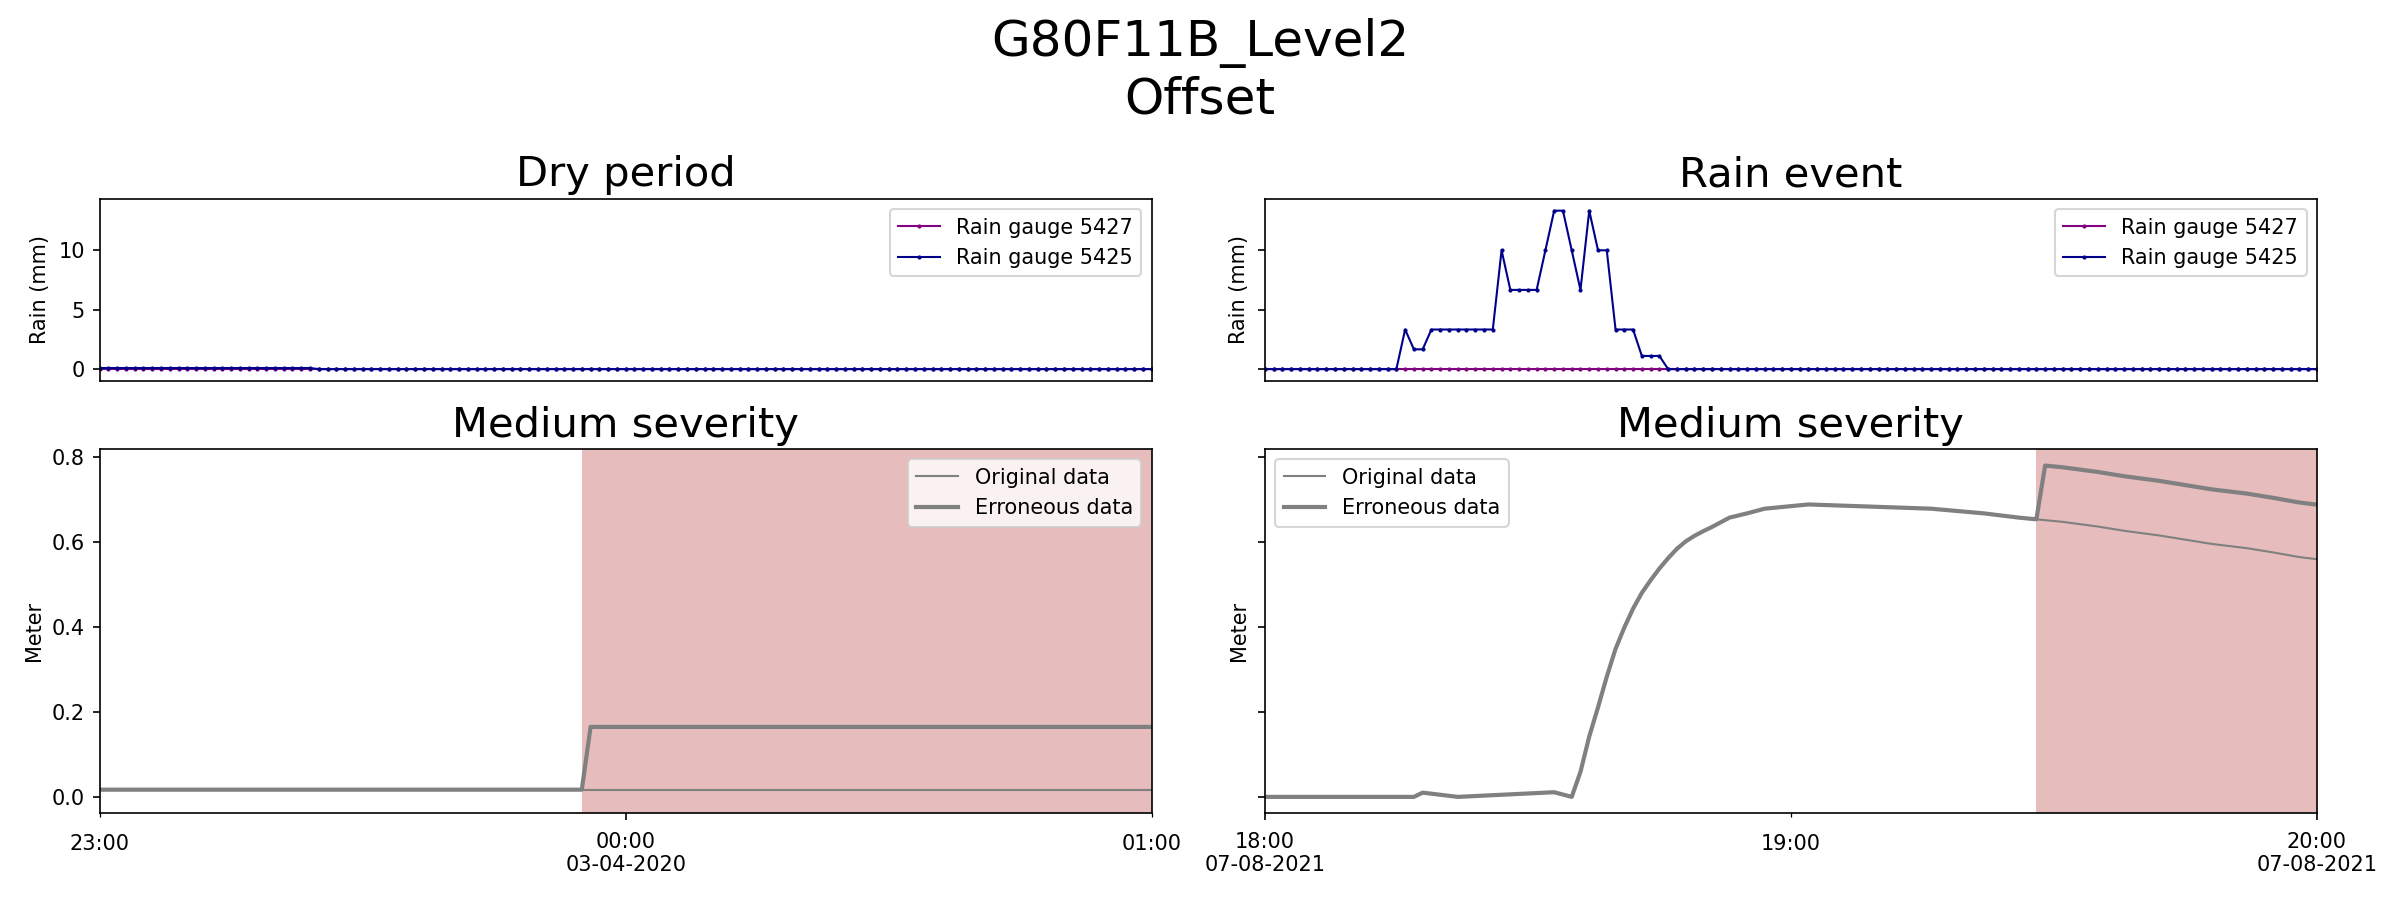 G80F11B_Level2
Offset
Dry period
Rain (mm)
10
5
0
Rain gauge 5427
Rain gauge 5425
Rain event
Rain (mm)
Rain gauge 5427
Rain gauge 5425
Medium severity
Meter
0.8
0.6
0.4
0.2
0.0
Original data
Erroneous data
23:00
00:00
03-04-2020
01:00
Medium severity
Meter
Original data
Erroneous data
18:00
07-08-2021
19:00
20:00
07-08-2021